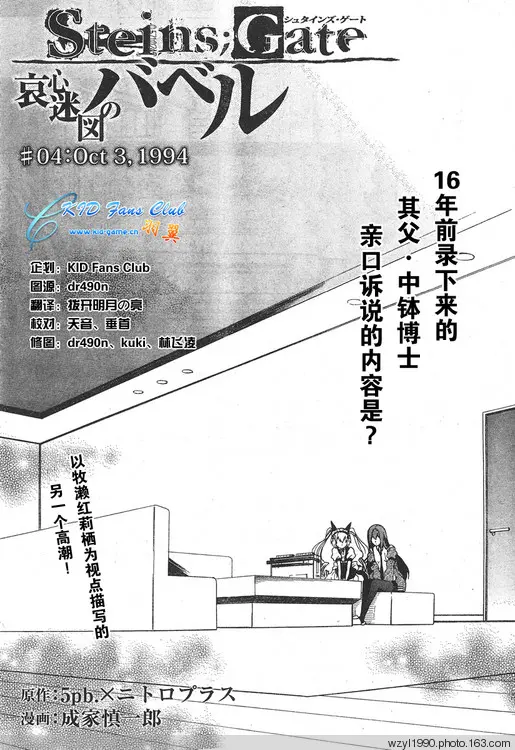 シュタインズ・ゲート
Steins;Gate
哀心迷図のバベル
#04:Oct 3, 1994
KID Fans Club
www.kid-game.cn 羽翼
企划：KID Fans Club
图源：dr490n
翻译：拨开明月の亮
校对：天音、垂首
修图：dr490n、kuki、林飞凌
16年前录下来的
其父·中钵博士
亲口诉说的内容是？
以牧濑红莉栖为视点描写的
另一个高潮！
原作：5pb.×ニトロプラス
漫画：成家慎一郎
wzyl1990.photo.163.com